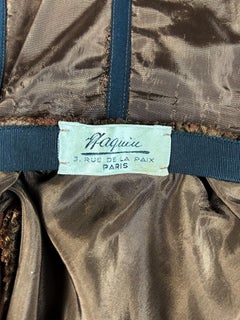 Paquin
3, RUE DE LA PAIX
PARIS